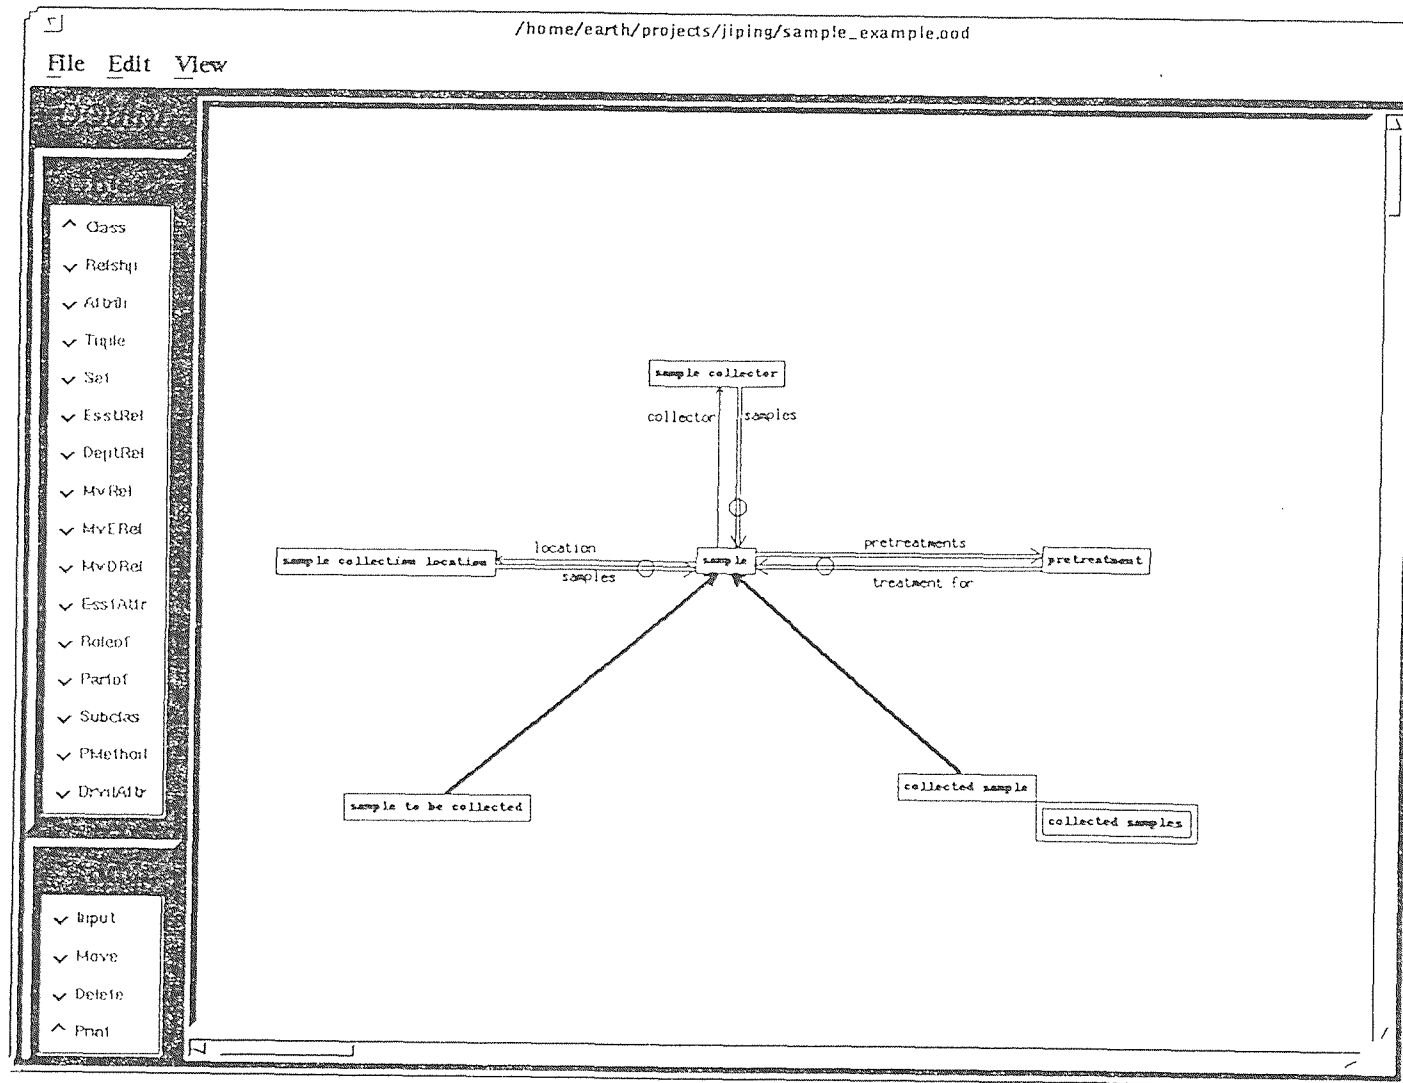 /home/earth/projects/jiping/sample_example.ood
File Edit View
Class
Relshp
Attrib
Tuple
Set
EsstRel
DeptRel
MvRel
MvERel
MvDRel
EsstAttr
Roleof
Partof
Subclas
PMethod
DrvdAttr
Input
Move
Delete
Print
sample collector
collector
samples
location
pretreatments
sample collection location
sample
pretreatment
samples
treatment for
collected sample
sample to be collected
collected samples